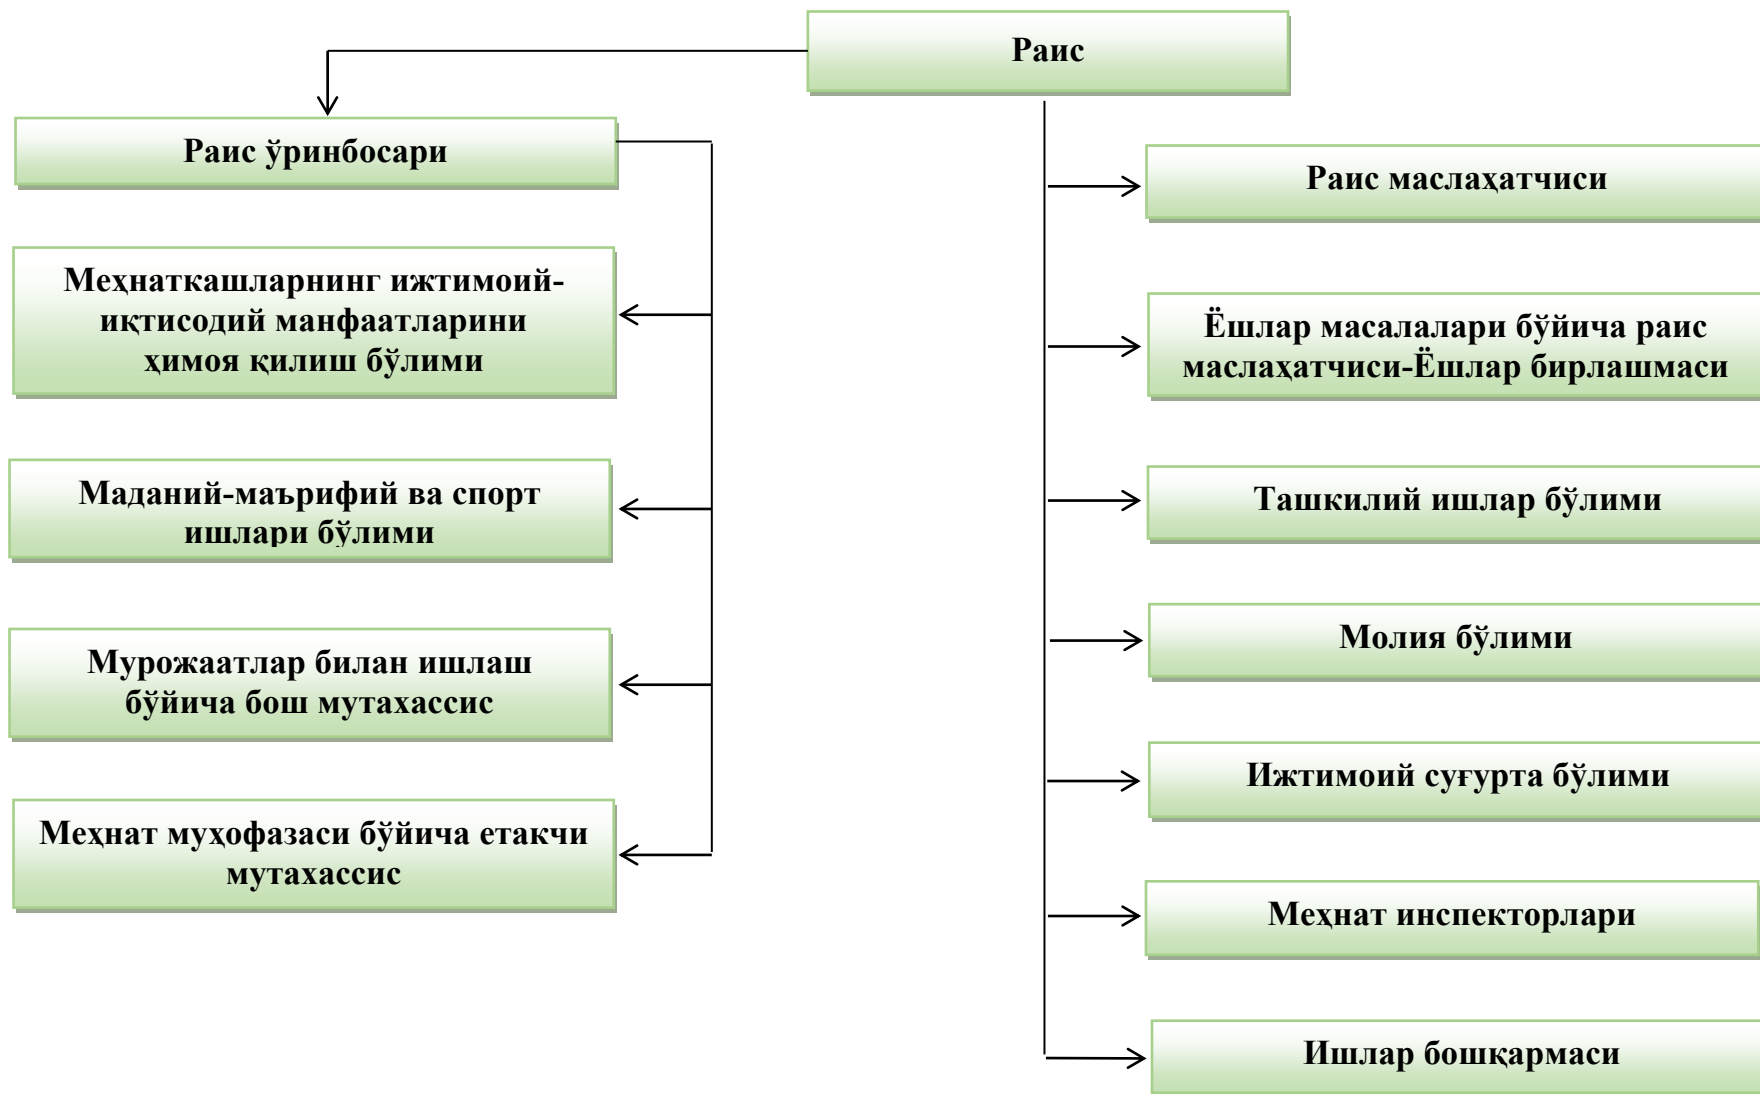 Раис
Раис ўринбосари
Меҳнаткашларнинг ижтимоий-
иқтисодий манфаатларини
ҳимоя қилиш бўлими
Маданий-маърифий ва спорт
ишлари бўлими
Мурожаатлар билан ишлаш
бўйича бош мутахассис
Меҳнат муҳофазаси бўйича етакчи
мутахассис
Раис маслаҳатчиси
Ёшлар масалалари бўйича раис
маслаҳатчиси-Ёшлар бирлашмаси
Ташкилий ишлар бўлими
Молия бўлими
Ижтимоий суғурта бўлими
Меҳнат инспекторлари
Ишлар бошқармаси